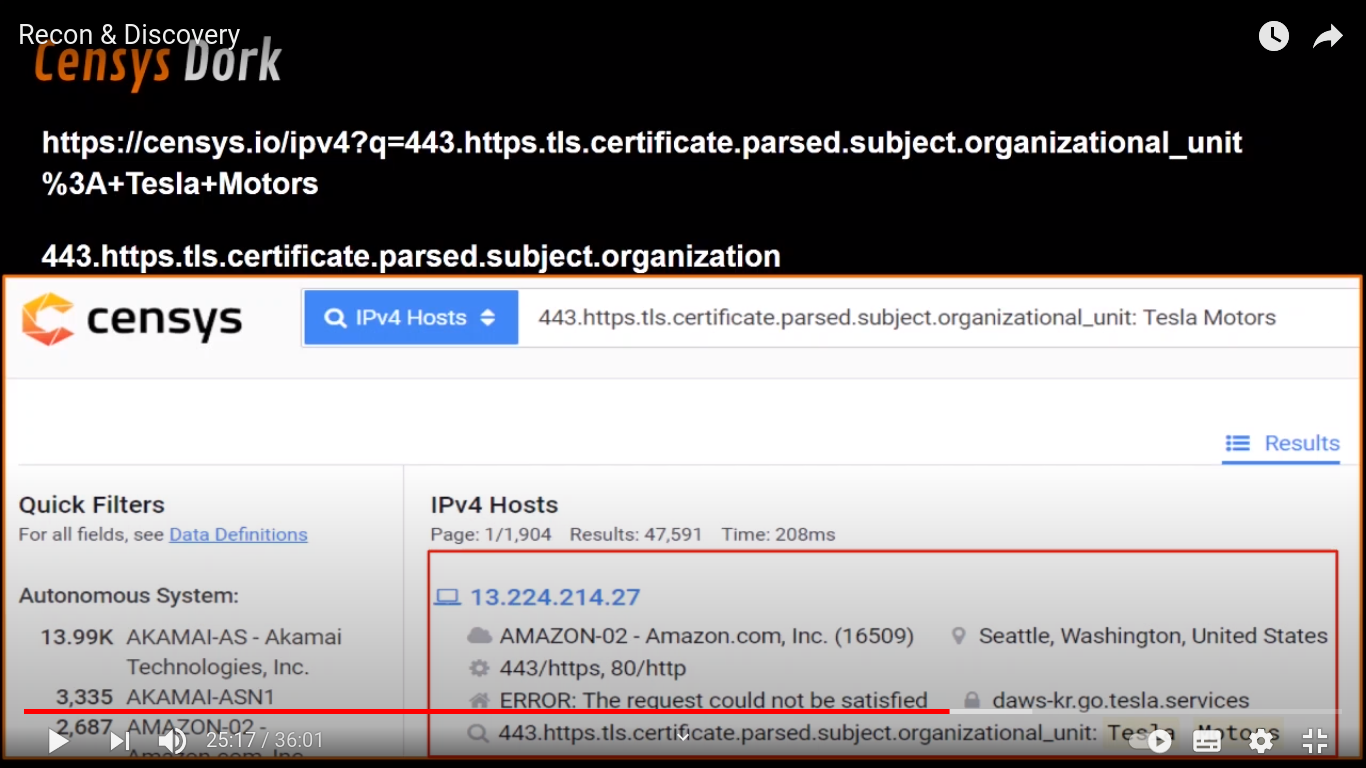 Recon & Discovery
Censys Dork
https://censys.io/ipv4?q=443.https.tls.certificate.parsed.subject.organizational_unit
%3A+Tesla+Motors
443.https.tls.certificate.parsed.subject.organization
censys
IPv4 Hosts
443.https.tls.certificate.parsed.subject.organizational_unit: Tesla Motors
Results
Quick Filters
For all fields, see Data Definitions
Autonomous System:
13.99K AKAMAI-AS - Akamai
Technologies, Inc.
3,335 AKAMAI-ASN1
2,687 AMAZON-02 -
Amazon.com, Inc.
IPv4 Hosts
Page: 1/1,904 Results: 47,591 Time: 208ms
13.224.214.27
AMAZON-02 - Amazon.com, Inc. (16509) Seattle, Washington, United States
443/https, 80/http
ERROR: The request could not be satisfied daws-kr.go.tesla.services
443.https.tls.certificate.parsed.subject.organizational_unit: Tesla Motors
25:17 / 36:01